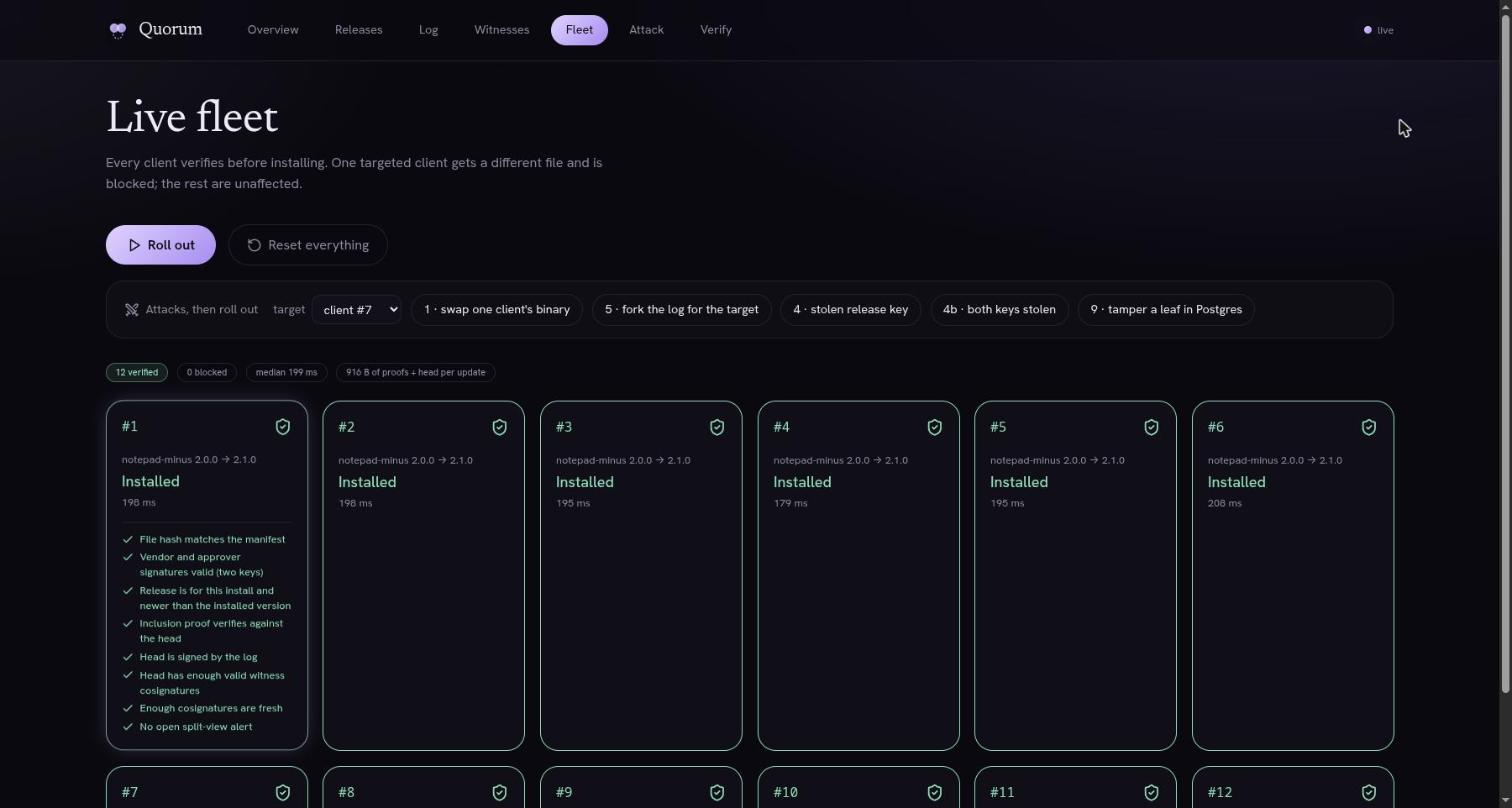 Quorum
Overview
Releases
Log
Witnesses
Fleet
Attack
Verify
live
Live fleet
Every client verifies before installing. One targeted client gets a different file and is
blocked; the rest are unaffected.
Roll out
Reset everything
Attacks, then roll out
target
client #7
1 · swap one client's binary
5 · fork the log for the target
4 · stolen release key
4b · both keys stolen
9 · tamper a leaf in Postgres
12 verified
0 blocked
median 199 ms
916 B of proofs + head per update
#1
notepad-minus 2.0.0 → 2.1.0
Installed
198 ms
File hash matches the manifest
Vendor and approver
signatures valid (two keys)
Release is for this install and
newer than the installed version
Inclusion proof verifies against
the head
Head is signed by the log
Head has enough valid witness
cosignatures
Enough cosignatures are fresh
No open split-view alert
#2
notepad-minus 2.0.0 → 2.1.0
Installed
198 ms
#3
notepad-minus 2.0.0 → 2.1.0
Installed
195 ms
#4
notepad-minus 2.0.0 → 2.1.0
Installed
179 ms
#5
notepad-minus 2.0.0 → 2.1.0
Installed
195 ms
#6
notepad-minus 2.0.0 → 2.1.0
Installed
208 ms
#7
#8
#9
#10
#11
#12